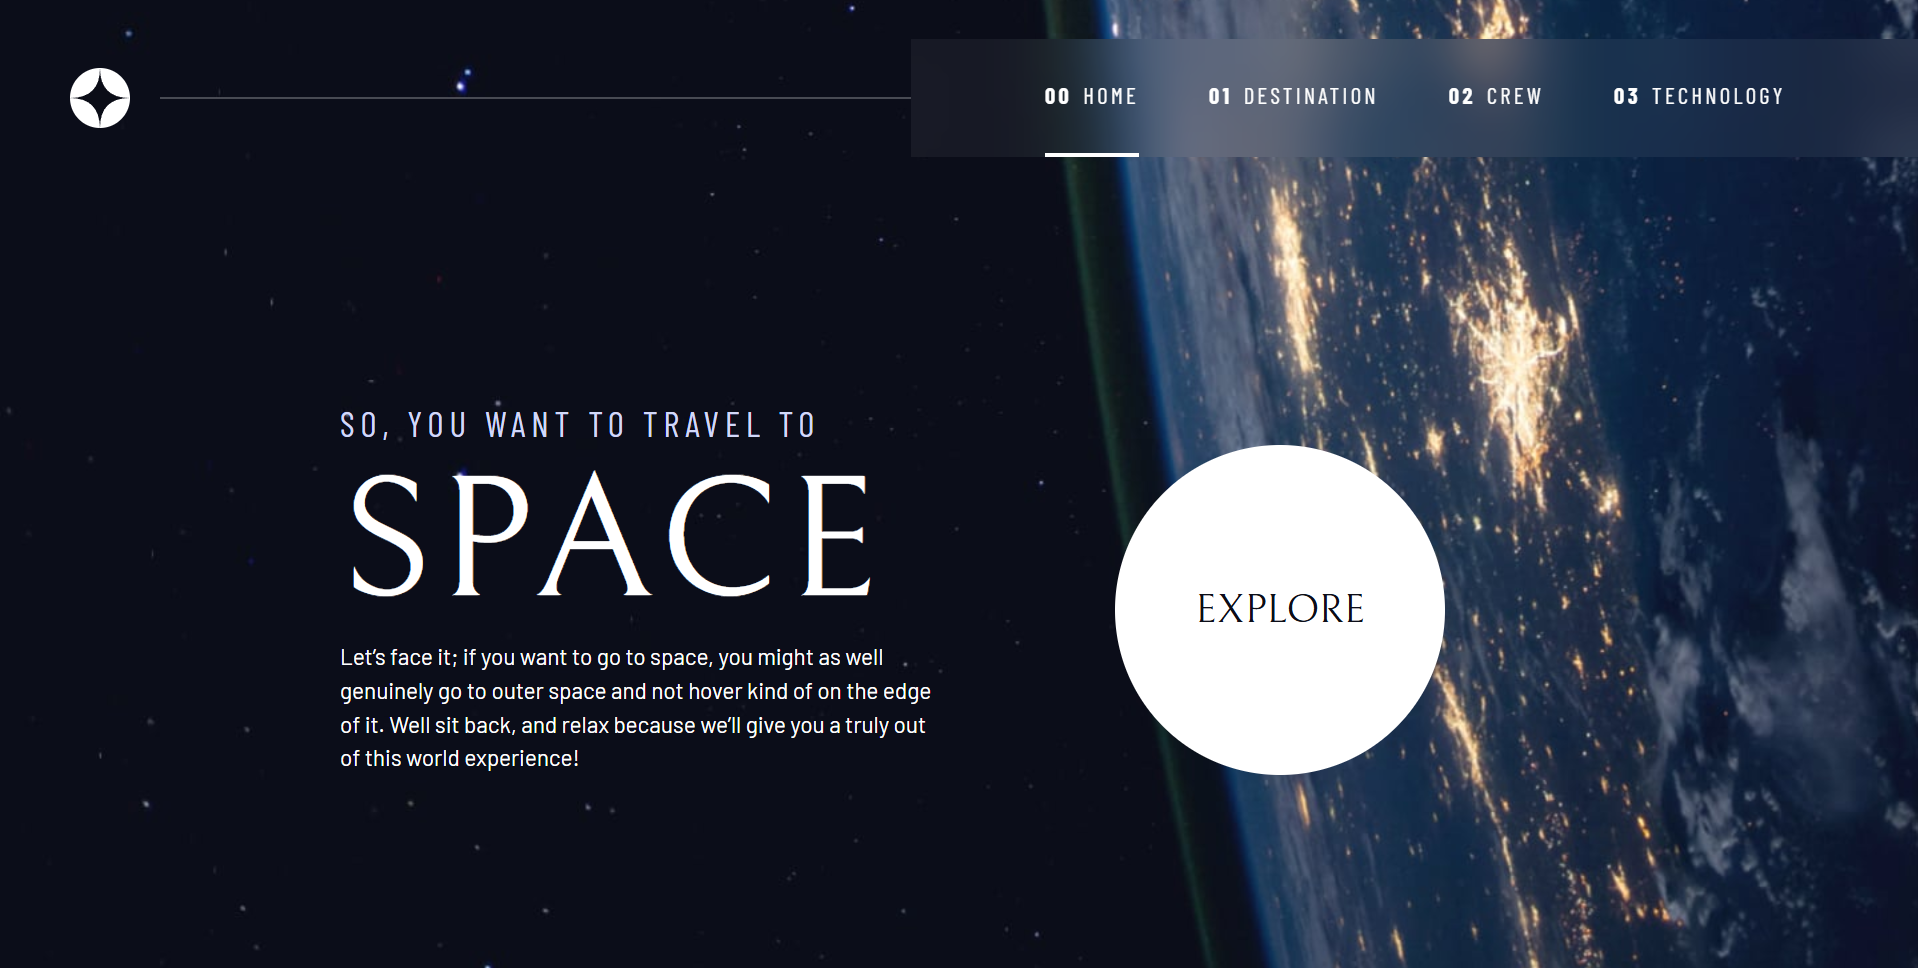 00 HOME 01 DESTINATION 02 CREW 03 TECHNOLOGY
SO, YOU WANT TO TRAVEL TO
SPACE
Let’s face it; if you want to go to space, you might as well
genuinely go to outer space and not hover kind of on the edge
of it. Well sit back, and relax because we’ll give you a truly out
of this world experience!
EXPLORE